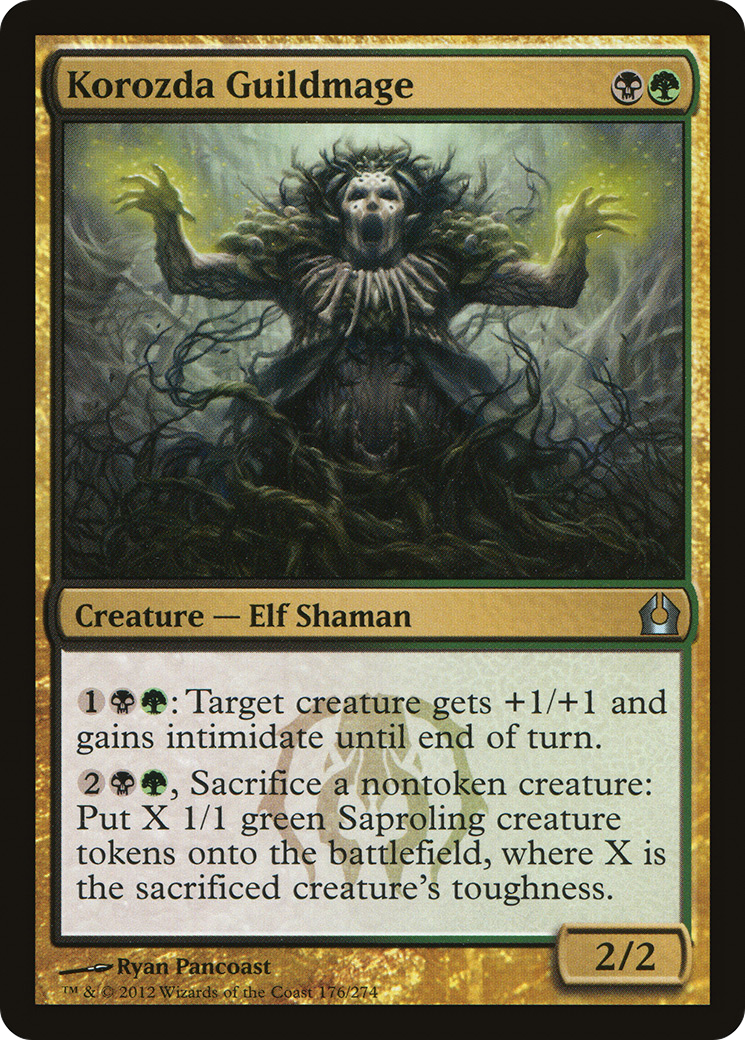 Korozda Guildmage
Creature — Elf Shaman
1: Target creature gets +1/+1 and
gains intimidate until end of turn.
2, Sacrifice a nontoken creature:
Put X 1/1 green Saproling creature
tokens onto the battlefield, where X is
the sacrificed creature's toughness.
2/2
Ryan Pancoast
™ & © 2012 Wizards of the Coast 176/274